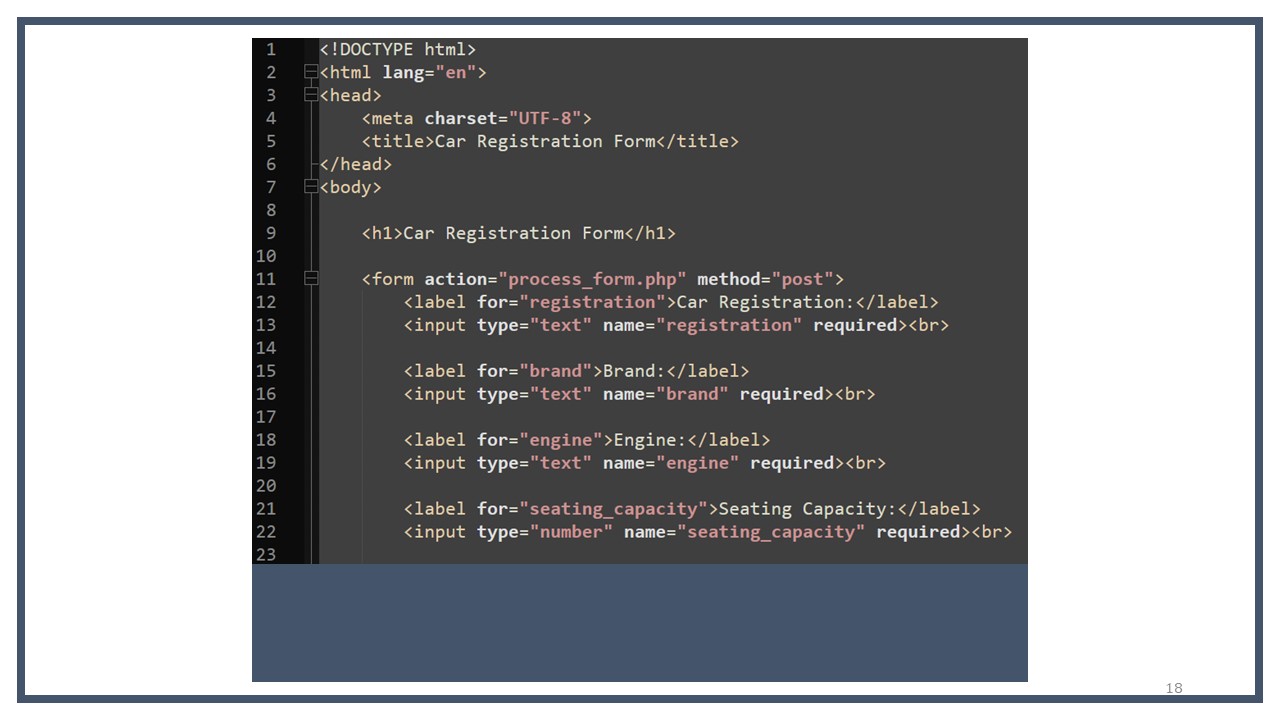 1 <!DOCTYPE html>
2 <html lang="en">
3 <head>
4 <meta charset="UTF-8">
5 <title>Car Registration Form</title>
6 </head>
7 <body>
8
9 <h1>Car Registration Form</h1>
10
11 <form action="process_form.php" method="post">
12 <label for="registration">Car Registration:</label>
13 <input type="text" name="registration" required><br>
14
15 <label for="brand">Brand:</label>
16 <input type="text" name="brand" required><br>
17
18 <label for="engine">Engine:</label>
19 <input type="text" name="engine" required><br>
20
21 <label for="seating_capacity">Seating Capacity:</label>
22 <input type="number" name="seating_capacity" required><br>
23
18